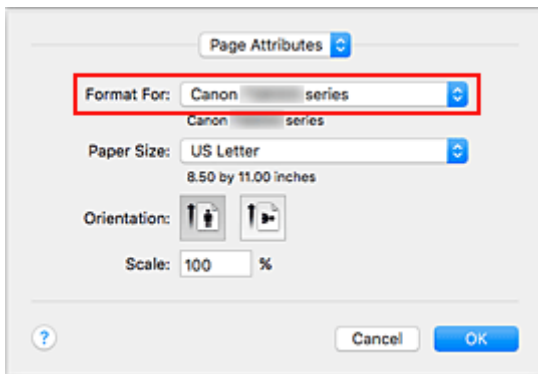 Page Attributes
Format For: Canon series
Canon series
Paper Size: US Letter
8.50 by 11.00 inches
Orientation:
Scale: 100 %
? Cancel OK